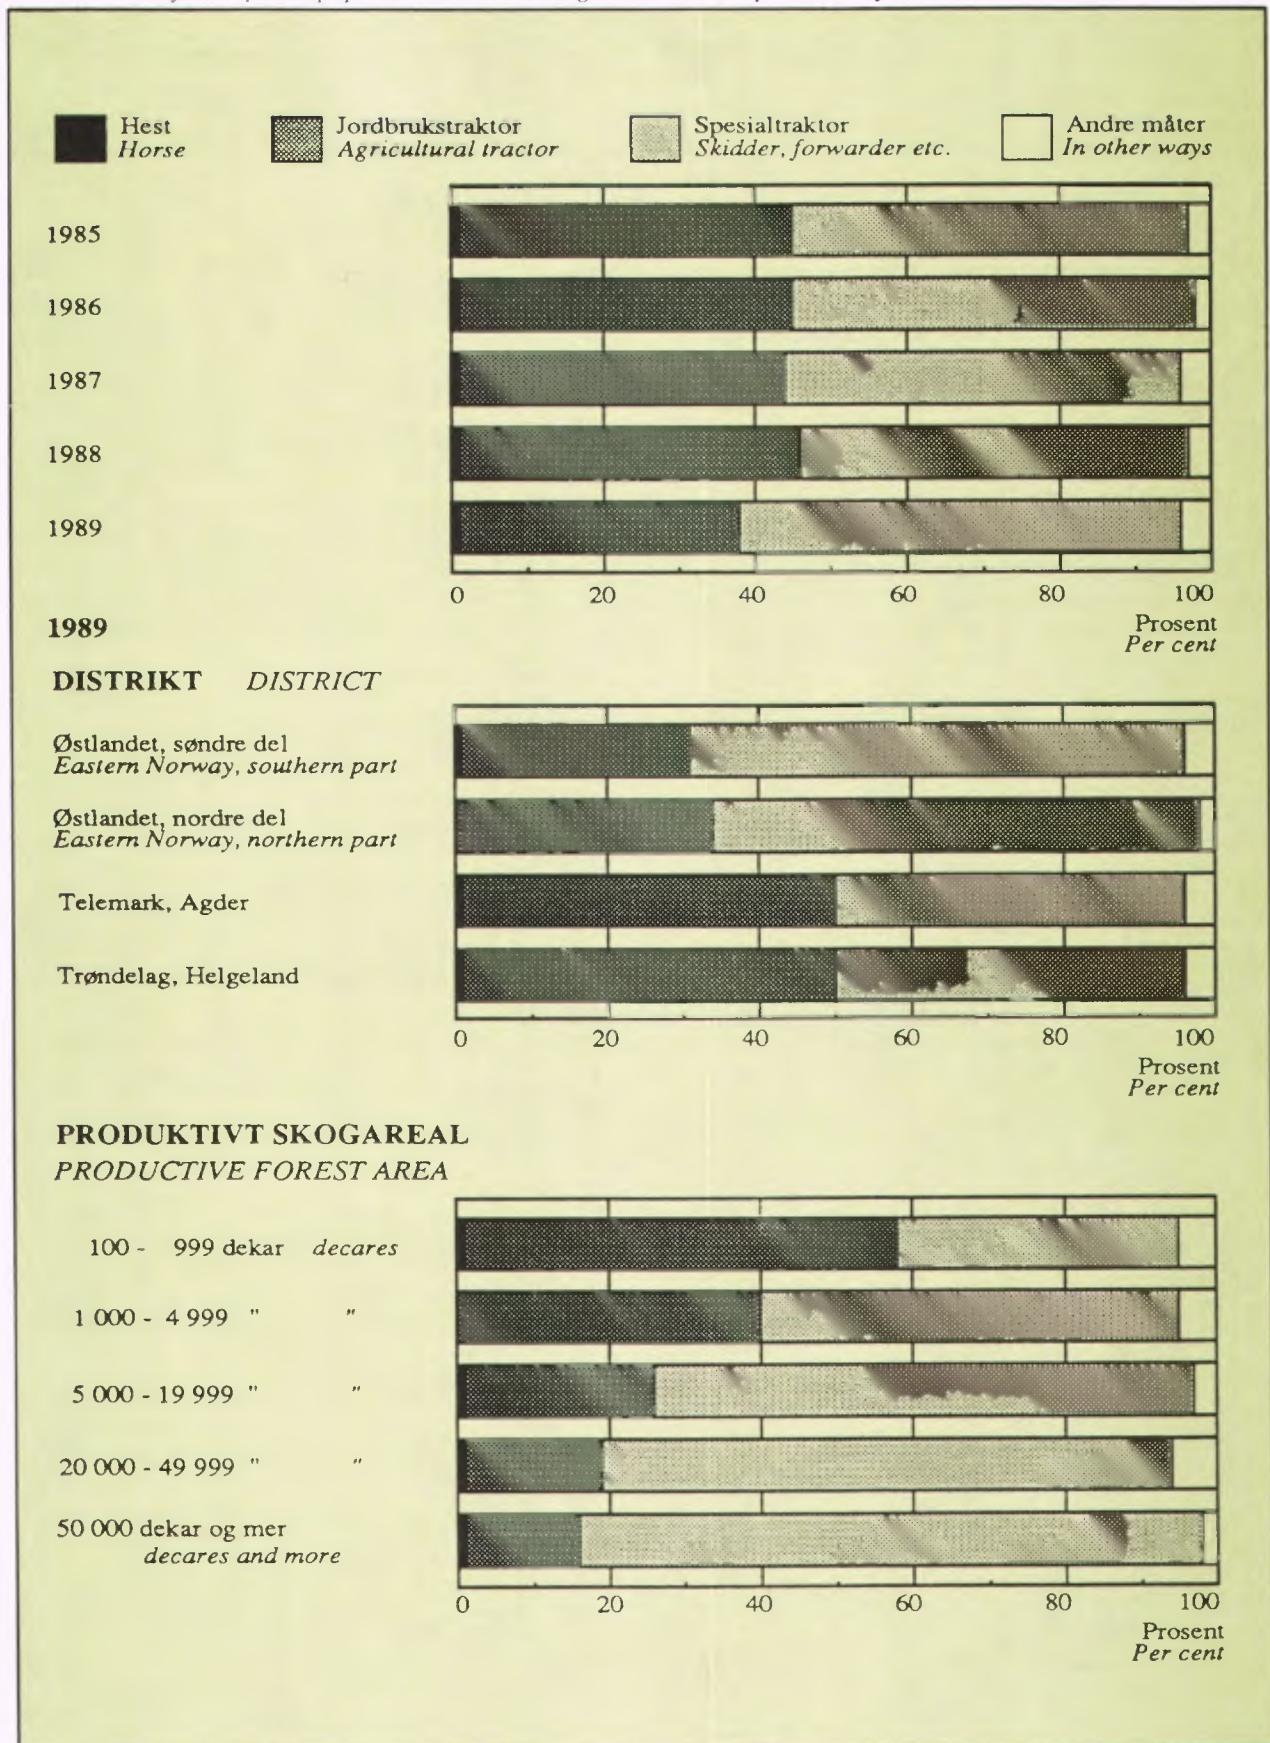 Hest
Horse
Jordbrukstraktor
Agricultural tractor
Spesialtraktor
Skidder, forwarder etc.
Andre måter
In other ways
1985
1986
1987
1988
1989
0 20 40 60 80 100
Prosent
Per cent
1989
DISTRIKT DISTRICT
Østlandet, søndre del
Eastern Norway, southern part
Østlandet, nordre del
Eastern Norway, northern part
Telemark, Agder
Trøndelag, Helgeland
0 20 40 60 80 100
Prosent
Per cent
PRODUKTIVT SKOGAREAL
PRODUCTIVE FOREST AREA
100 - 999 dekar decares
1 000 - 4 999 " "
5 000 - 19 999 " "
20 000 - 49 999 " "
50 000 dekar og mer
decares and more
0 20 40 60 80 100
Prosent
Per cent